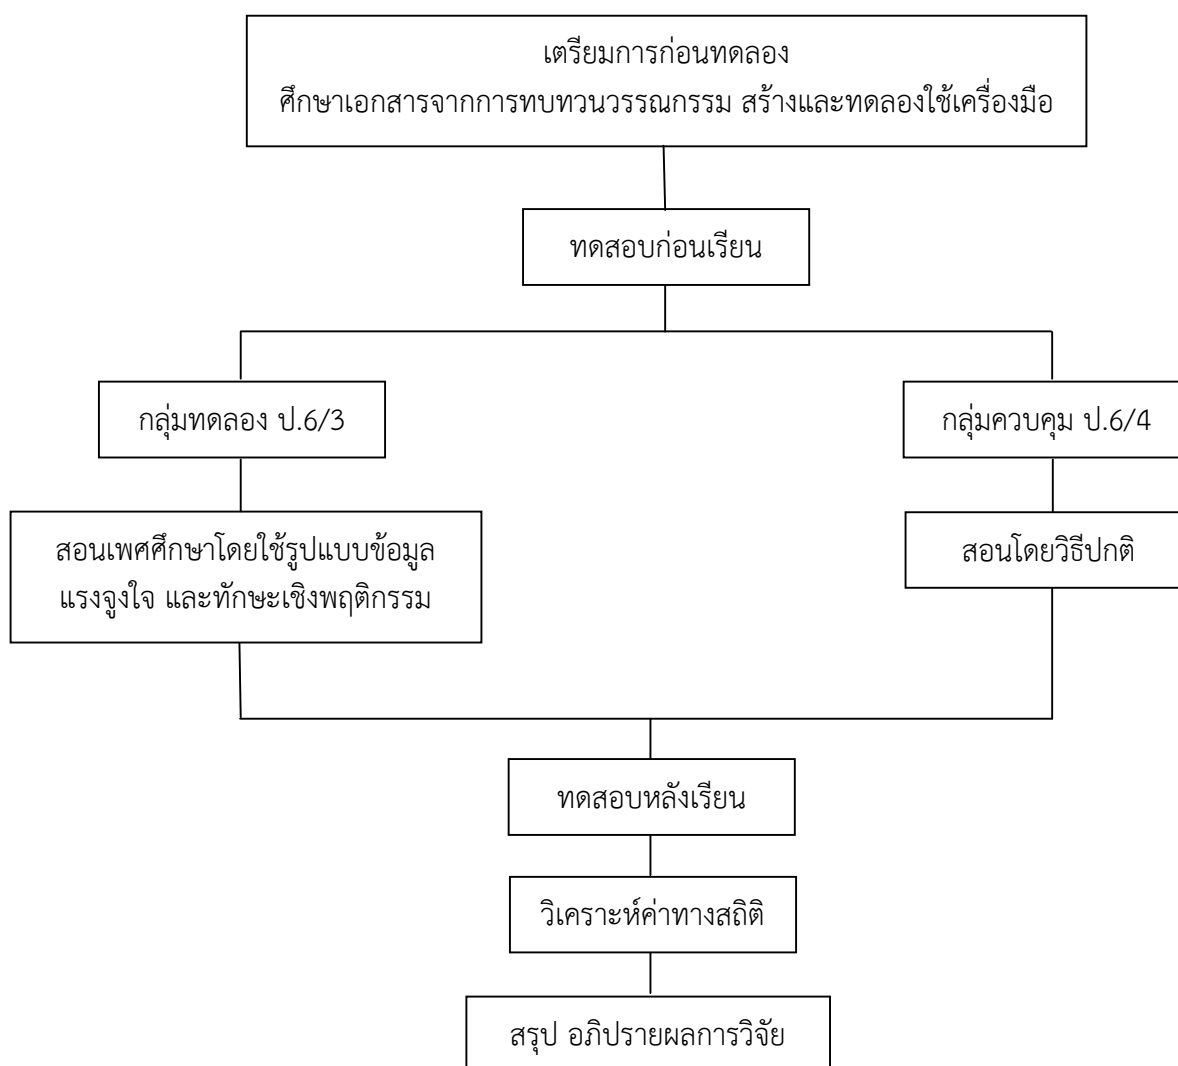 เตรียมการก่อนทดลอง
ศึกษาเอกสารจากการทบทวนวรรณกรรม สร้างและทดลองใช้เครื่องมือ
ทดสอบก่อนเรียน
กลุ่มทดลอง ป.6/3
กลุ่มควบคุม ป.6/4
สอนเพศศึกษาโดยใช้รูปแบบข้อมูล
แรงจูงใจ และทักษะเชิงพฤติกรรม
สอนโดยวิธีปกติ
ทดสอบหลังเรียน
วิเคราะห์ค่าทางสถิติ
สรุป อภิปรายผลการวิจัย